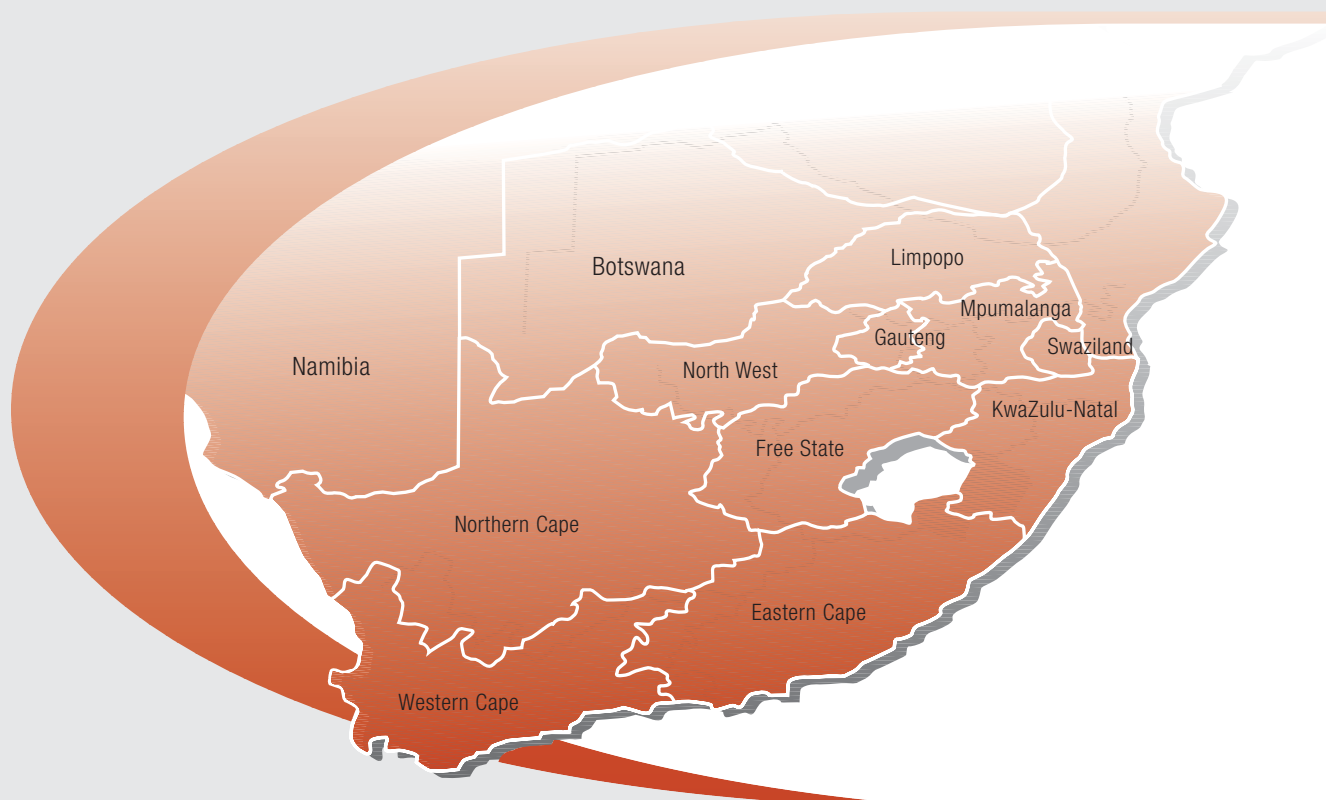 Limpopo
Botswana
Mpumalanga
Gauteng
Swaziland
Namibia
North West
KwaZulu-Natal
Free State
Northern Cape
Eastern Cape
Western Cape